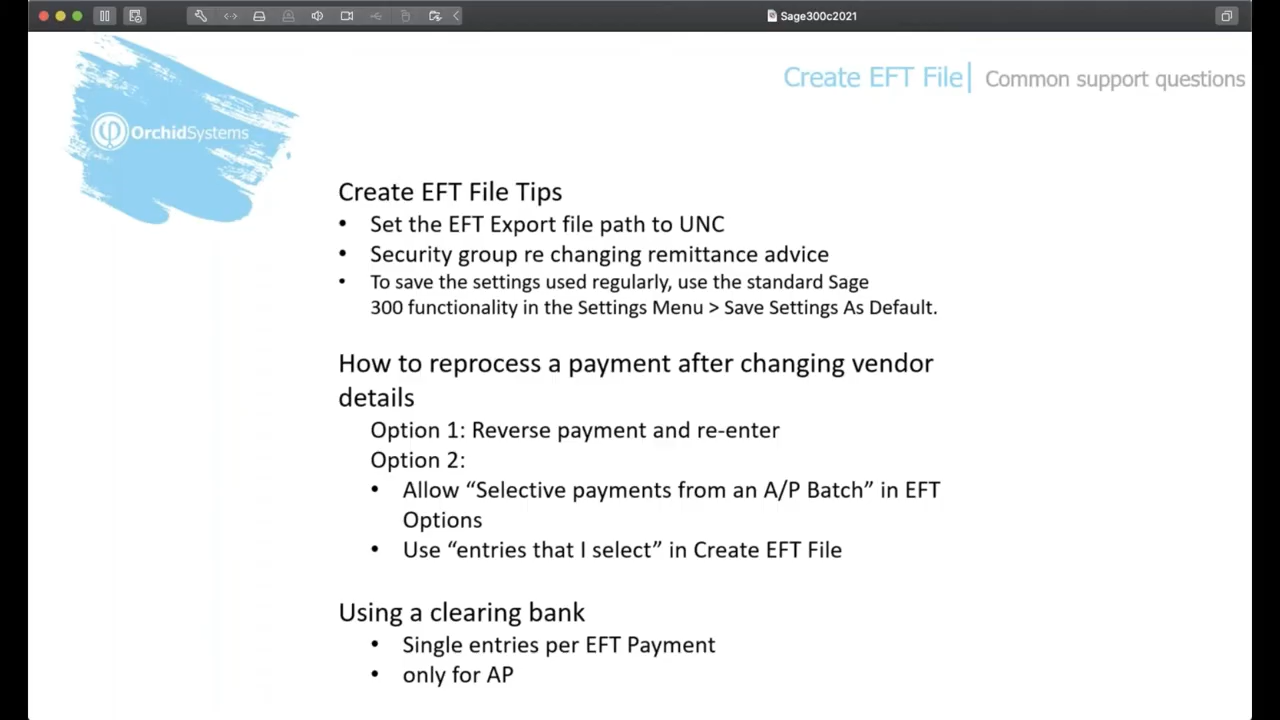 Sage300c2021
Create EFT File| Common support questions
OrchidSystems
Create EFT File Tips
• Set the EFT Export file path to UNC
• Security group re changing remittance advice
• To save the settings used regularly, use the standard Sage
300 functionality in the Settings Menu > Save Settings As Default.
How to reprocess a payment after changing vendor
details
Option 1: Reverse payment and re-enter
Option 2:
• Allow “Selective payments from an A/P Batch” in EFT
Options
• Use “entries that I select” in Create EFT File
Using a clearing bank
• Single entries per EFT Payment
• only for AP